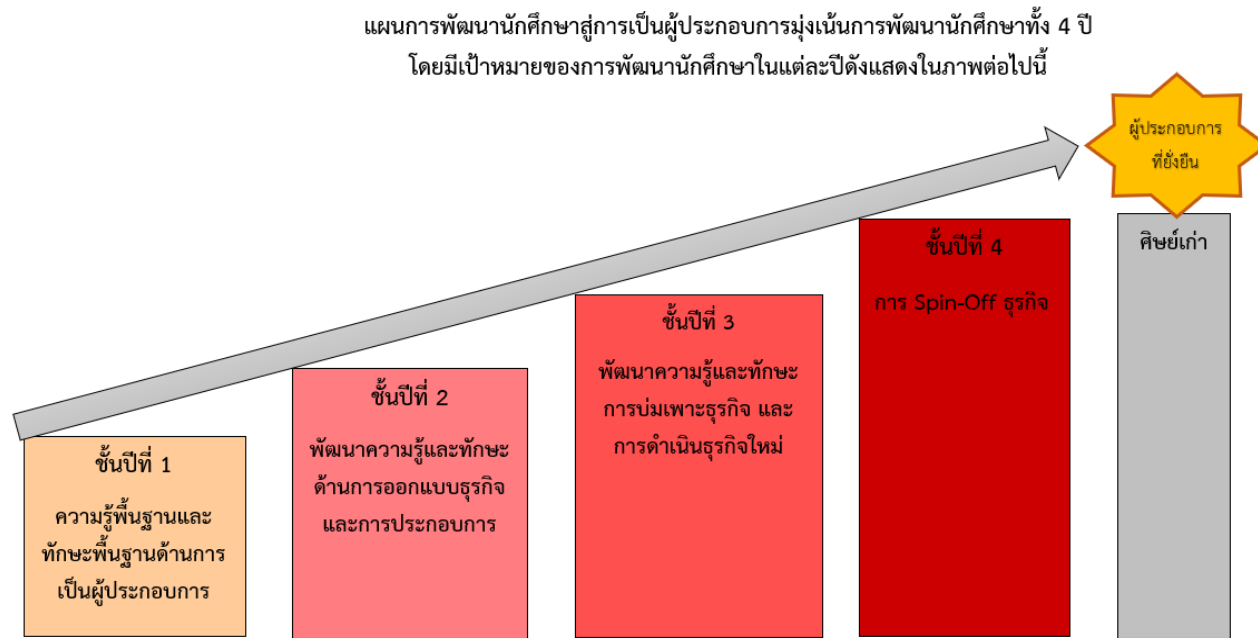 แผนการพัฒนานักศึกษาสู่การเป็นผู้ประกอบการมุ่งเน้นการพัฒนานักศึกษาทั้ง 4 ปี
โดยมีเป้าหมายของการพัฒนานักศึกษาในแต่ละปีดังแสดงในภาพต่อไปนี้
ชั้นปีที่ 1
ความรู้พื้นฐานและ
ทักษะพื้นฐานด้านการ
เป็นผู้ประกอบการ
ชั้นปีที่ 2
พัฒนาความรู้และทักษะ
ด้านการออกแบบธุรกิจ
และการประกอบการ
ชั้นปีที่ 3
พัฒนาความรู้และทักษะ
การบ่มเพาะธุรกิจ และ
การดำเนินธุรกิจใหม่
ชั้นปีที่ 4
การ Spin-Off ธุรกิจ
ผู้ประกอบการ
ที่ยั่งยืน
ศิษย์เก่า